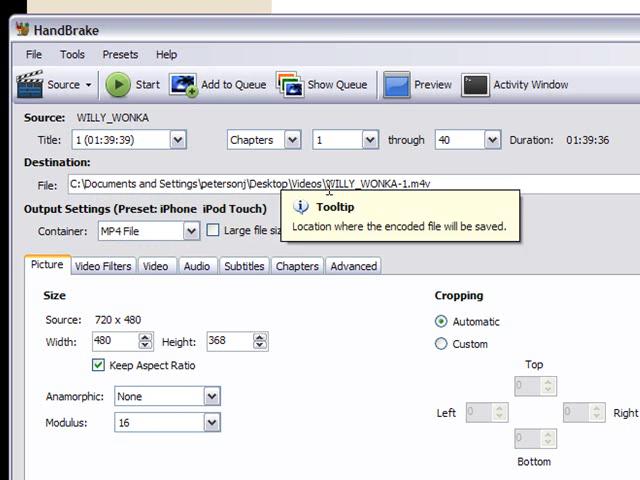 HandBrake
File Tools Presets Help
Source Start Add to Queue Show Queue Preview Activity Window
Source: WILLY_WONKA
Title: 1 (01:39:39) Chapters 1 through 40 Duration: 01:39:36
Destination:
File: C:\Documents and Settings\petersonj\Desktop\Videos\WILLY_WONKA-1.m4v
Output Settings (Preset: iPhone iPod Touch) Tooltip
Location where the encoded file will be saved.
Container: MP4 File Large file siz
Picture Video Filters Video Audio Subtitles Chapters Advanced
Size Cropping
Source: 720 x 480 Automatic
Width: 480 Height: 368 Custom
Keep Aspect Ratio Top
0
Anamorphic: None Left 0 0 Right
Modulus: 16 0
Bottom